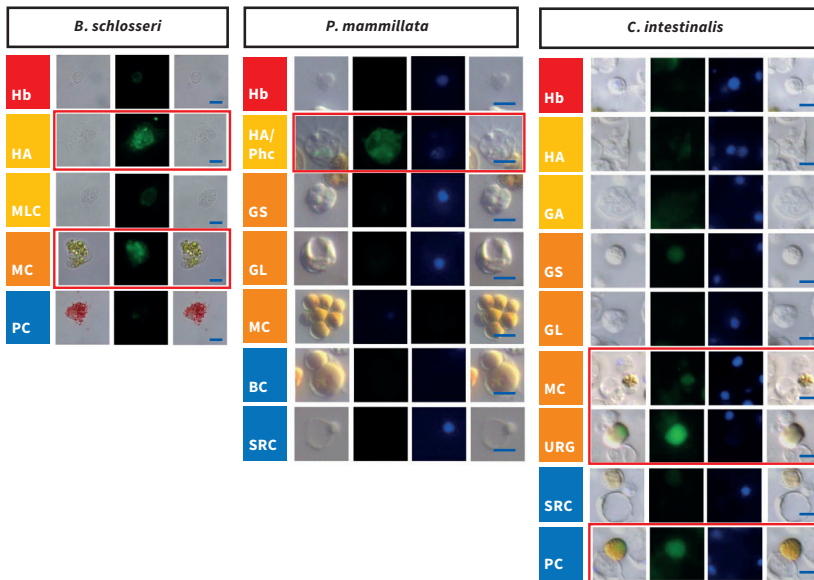 B. schlosseri
Hb
HA
MLC
MC
PC
P. mammillata
Hb
HA/
Phc
GS
GL
MC
BC
SRC
C. intestinalis
Hb
HA
GA
GS
GL
MC
URG
SRC
PC